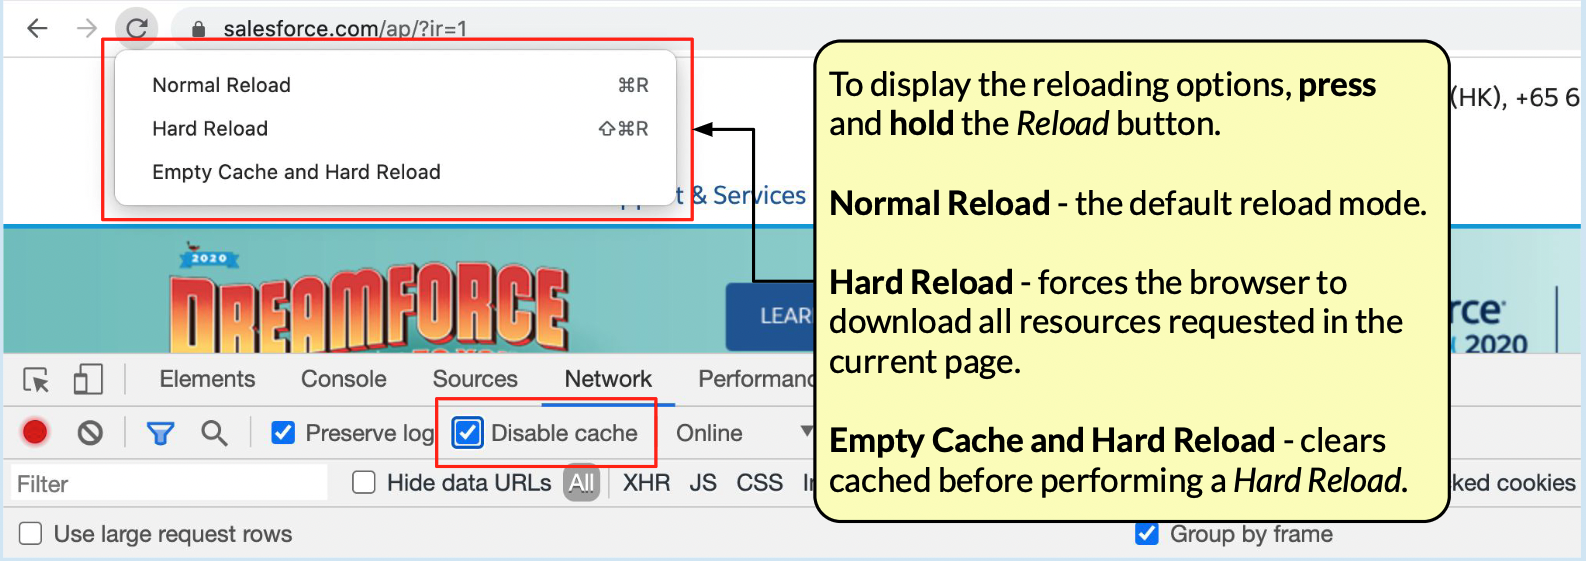 salesforce.com/ap/?ir=1
Normal Reload ⌘R
Hard Reload ⇧⌘R
Empty Cache and Hard Reload
To display the reloading options, press
and hold the Reload button.
Normal Reload - the default reload mode.
Hard Reload - forces the browser to
download all resources requested in the
current page.
Empty Cache and Hard Reload - clears
cached before performing a Hard Reload.
(HK), +65 6
t & Services
2020
DREAMFORCE
LEAR
rce
2020
Elements Console Sources Network Performanc
Preserve log Disable cache Online
Filter Hide data URLs All XHR JS CSS ked cookies
Use large request rows Group by frame